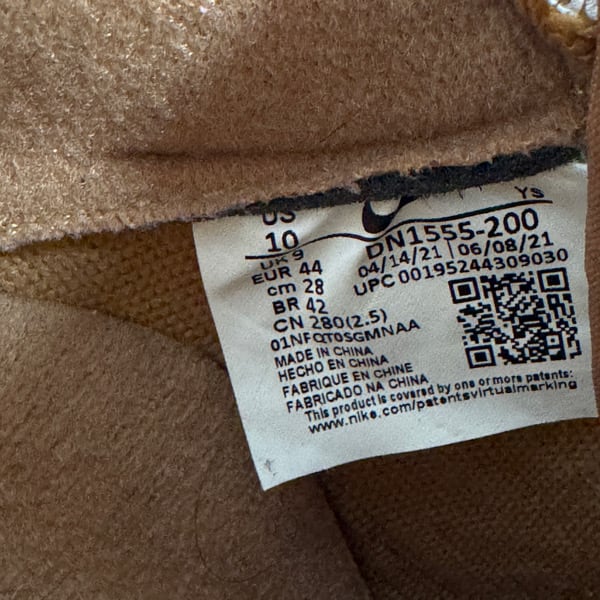 US
10
UK 9
EUR 44
cm 28
BR 42
CN 280(2.5)
01NFQT0SGMNAA
YS
DN1555-200
04/14/21 | 06/08/21
UPC 00195244309030
MADE IN CHINA
HECHO EN CHINA
FABRIQUE EN CHINE
FABRICADO NA CHINA
This product is covered by one or more patents:
www.nike.com/patentsvirtualmarking